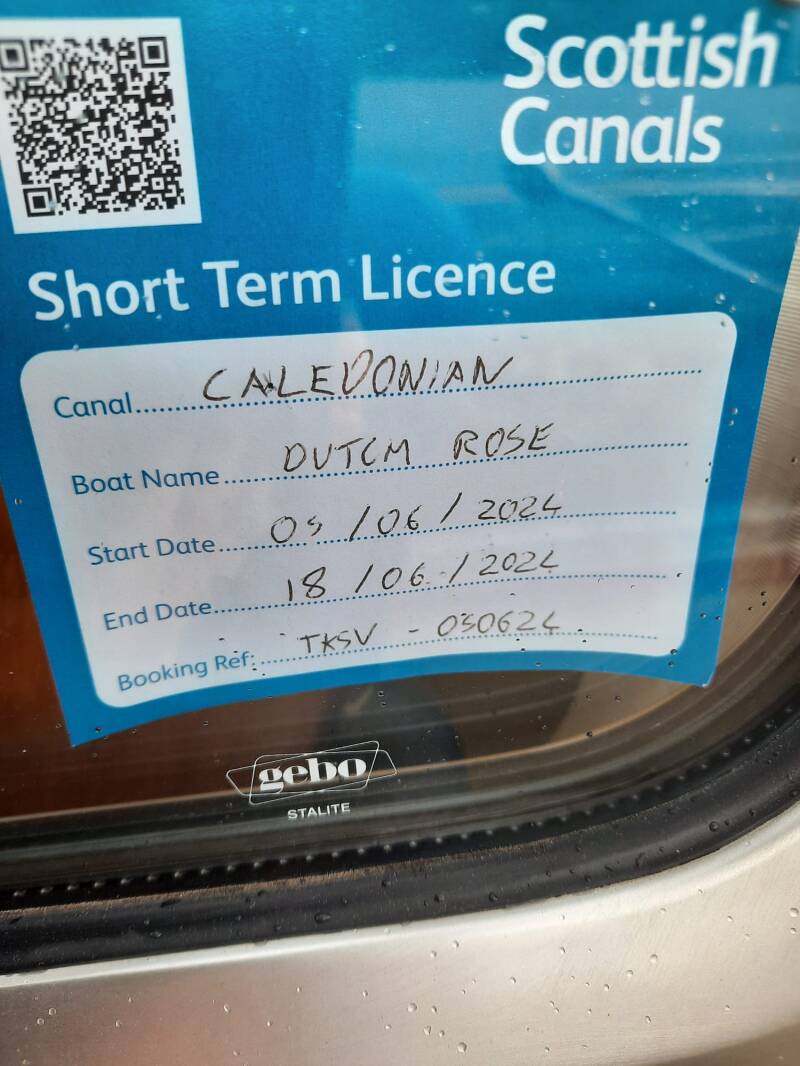 Scottish
Canals
Short Term Licence
Canal........CALEDONIAN
Boat Name........DUTCH ROSE
Start Date........05/06/2024
End Date........18/06/2024
Booking Ref:........TKSV - 050624
gebo
STALITE